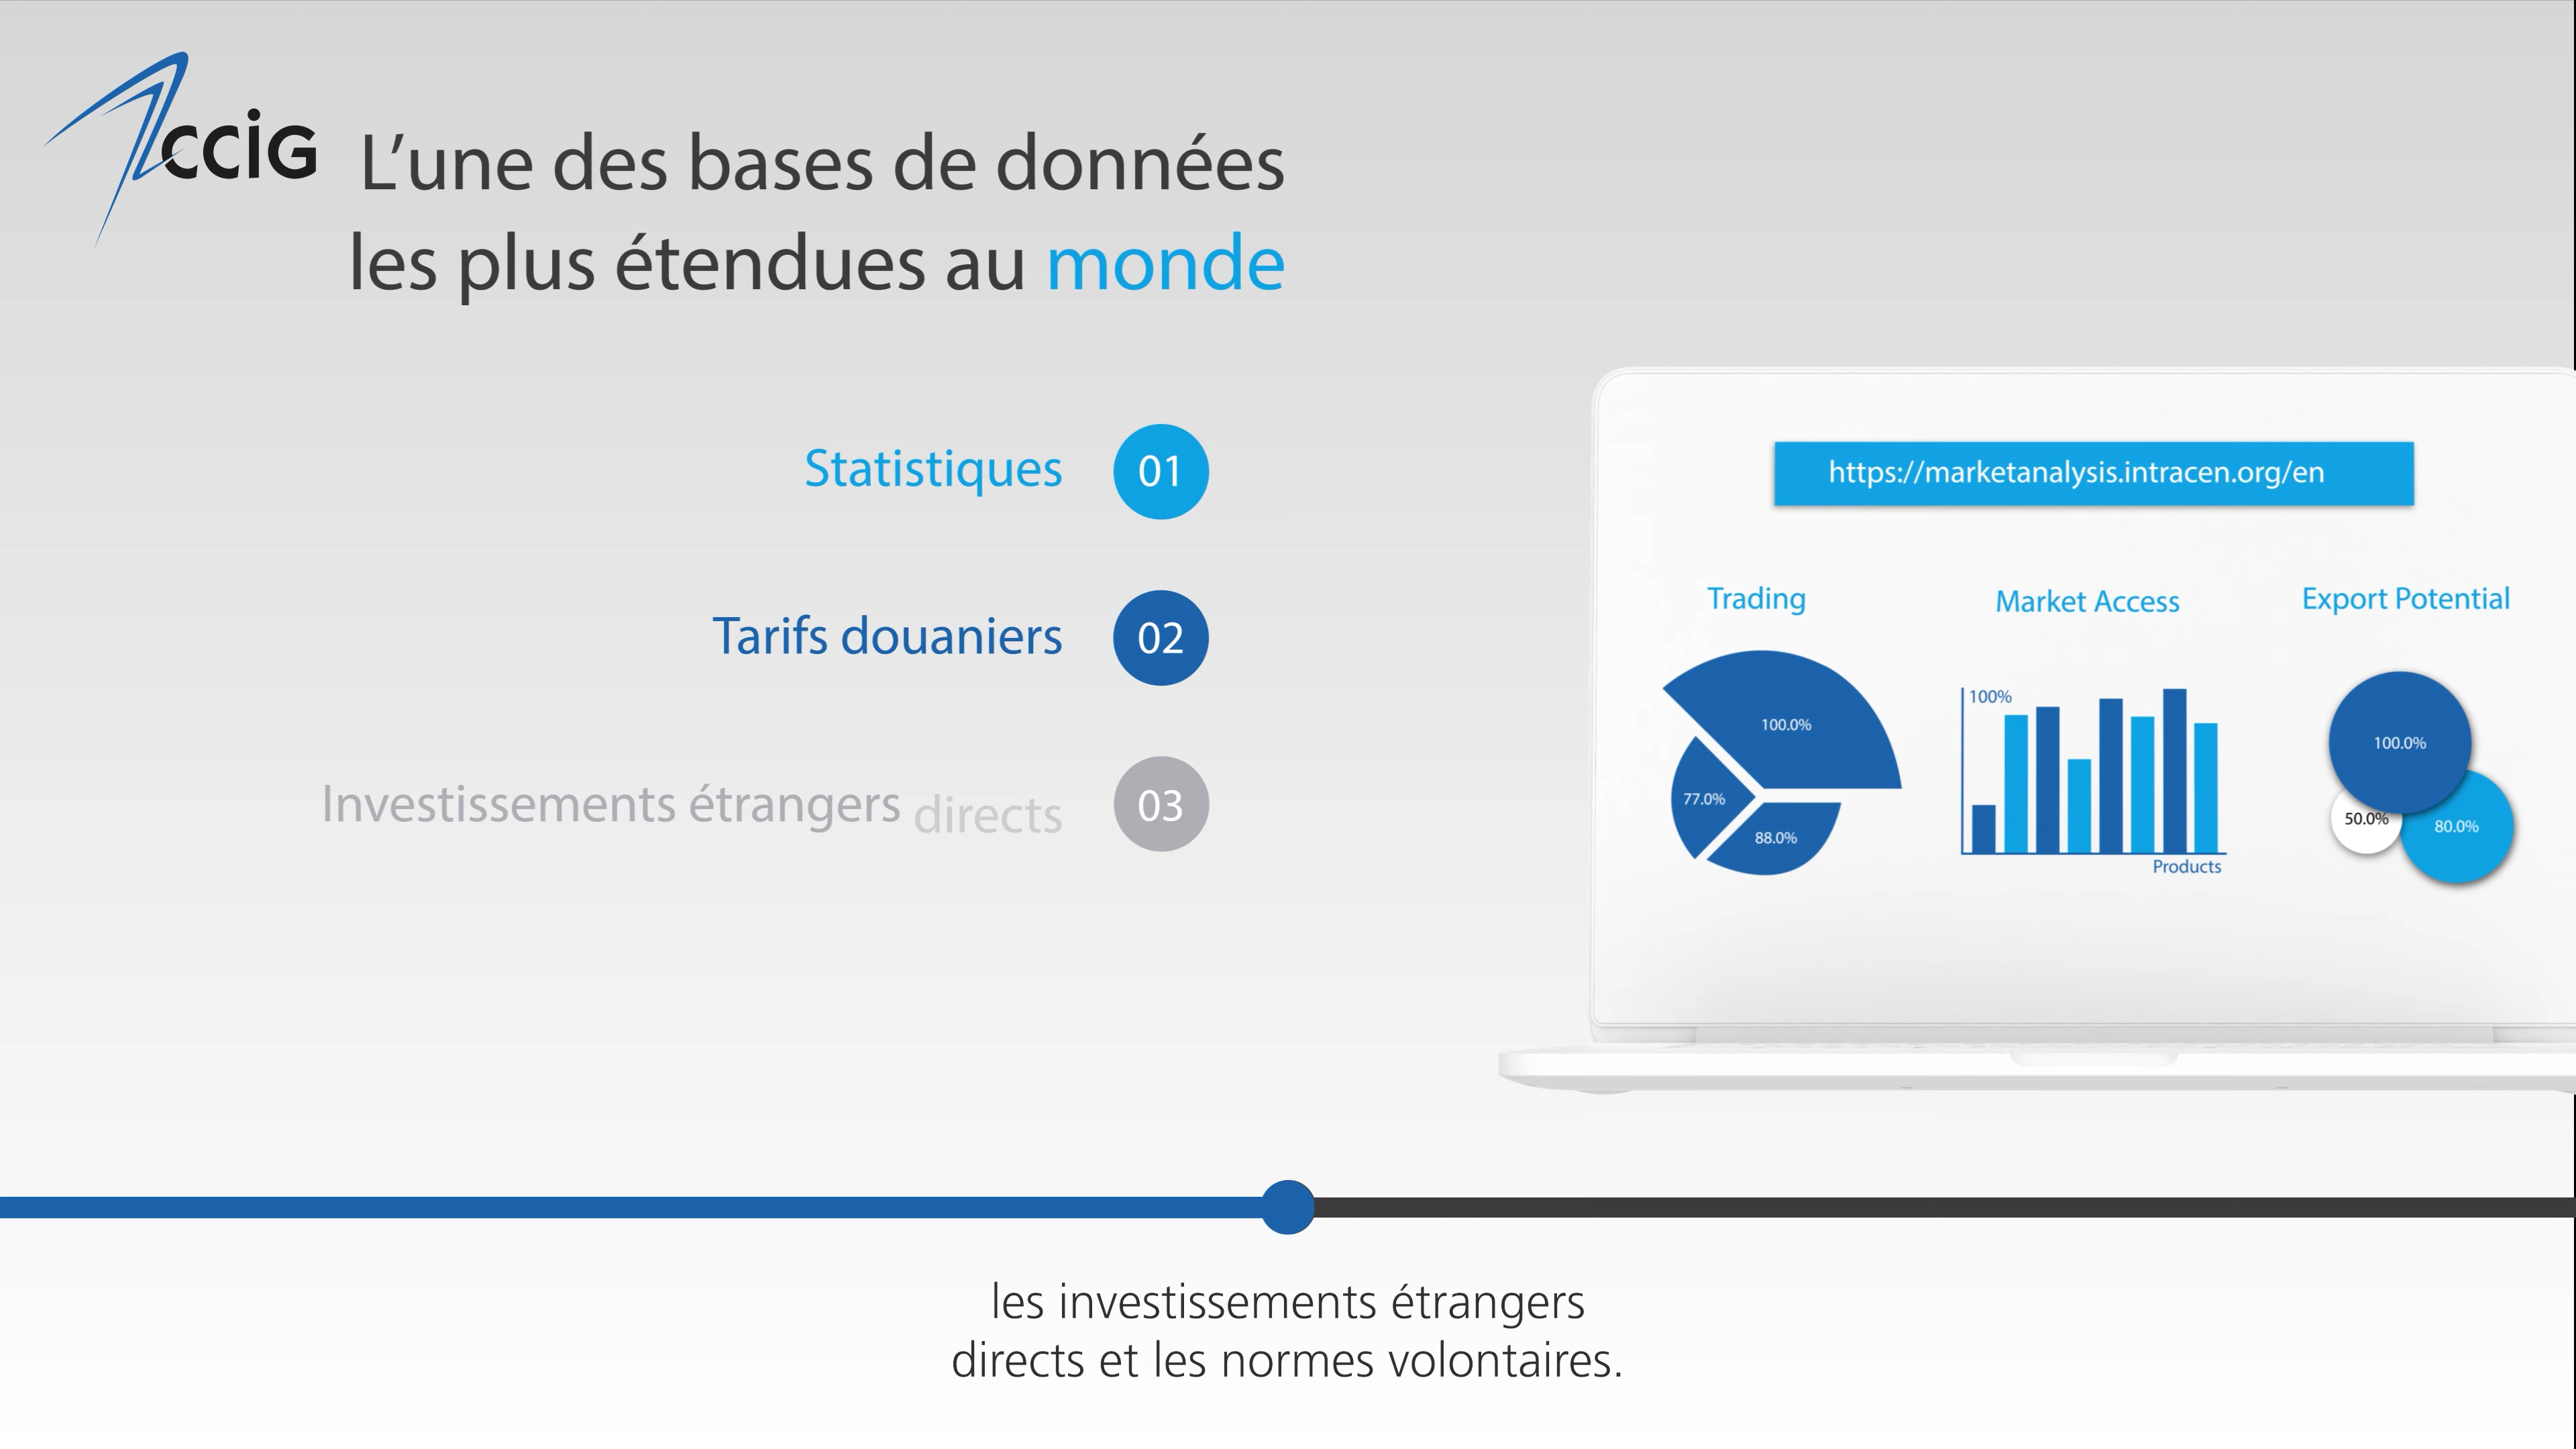 cciG
L’une des bases de données
les plus étendues au monde
Statistiques 01
Tarifs douaniers 02
Investissements étrangers directs 03
https://marketanalysis.intracen.org/en
Trading
100.0%
77.0%
88.0%
Market Access
100%
Products
Export Potential
100.0%
50.0%
80.0%
les investissements étrangers
directs et les normes volontaires.